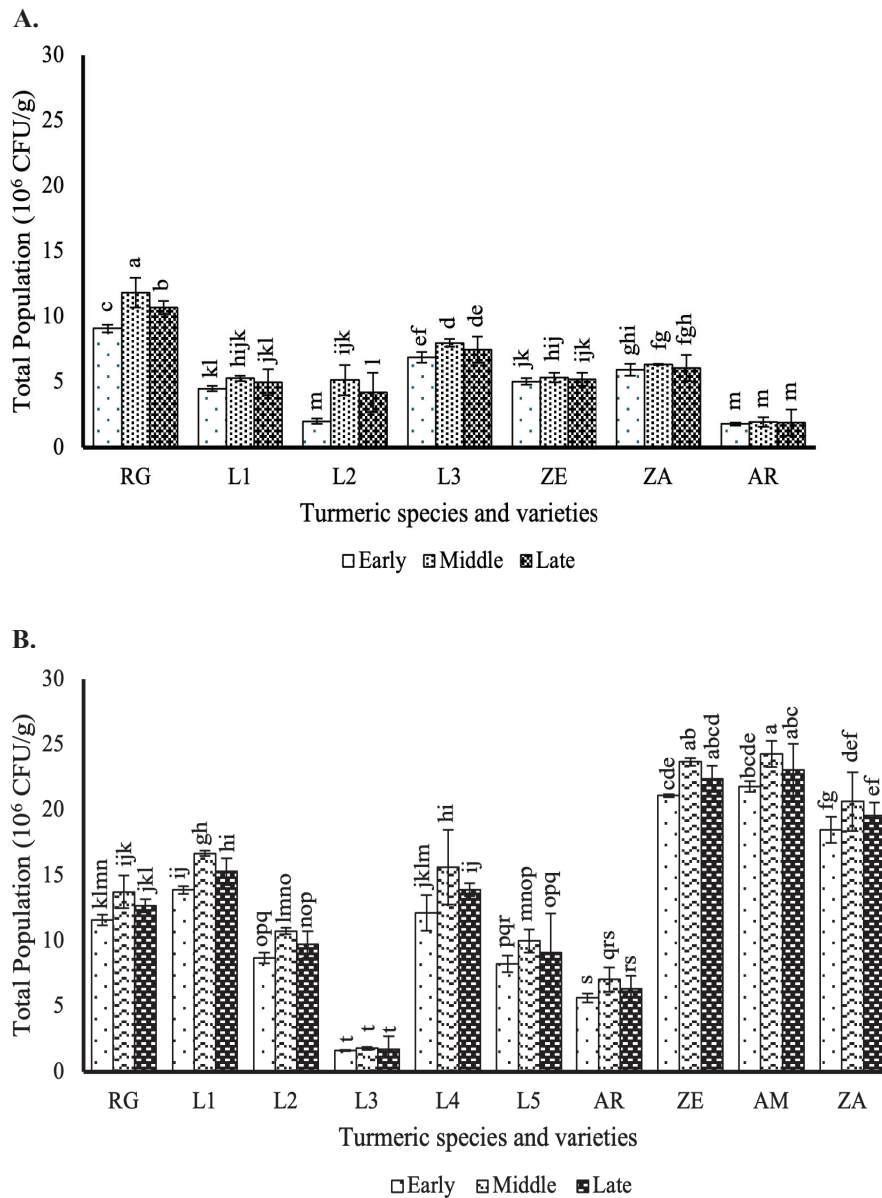 A.
30
25
20
15
10
5
0
Total Population (10⁶ CFU/g)
c a b
kl hijk jkl
m ijk l
ef d de
jk hij ijk
ghi fg fgh
m m m
RG L1 L2 L3 ZE ZA AR
Turmeric species and varieties
Early Middle Late
B.
30
25
20
15
10
5
0
Total Population (10⁶ CFU/g)
klmn ijk jkl
ij gh hi
opq lmno nop
t t t
jklm hi ij
pqr mnop opq
s qrs rs
cde ab abcd
bcde a abc
fg def ef
RG L1 L2 L3 L4 L5 AR ZE AM ZA
Turmeric species and varieties
Early Middle Late